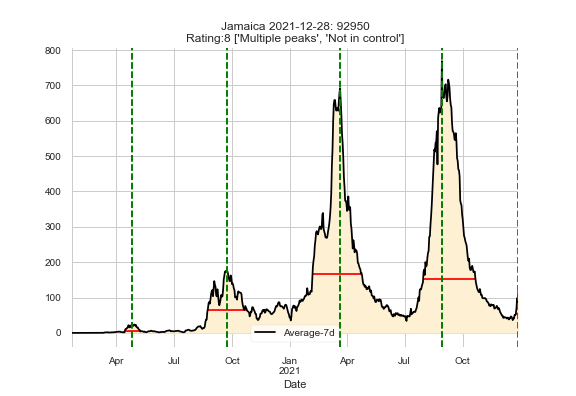 Jamaica 2021-12-28: 92950
Rating:8 ['Multiple peaks', 'Not in control']
800
700
600
500
400
300
200
100
0
Average-7d
Apr Jul Oct Jan Apr Jul Oct
2021
Date